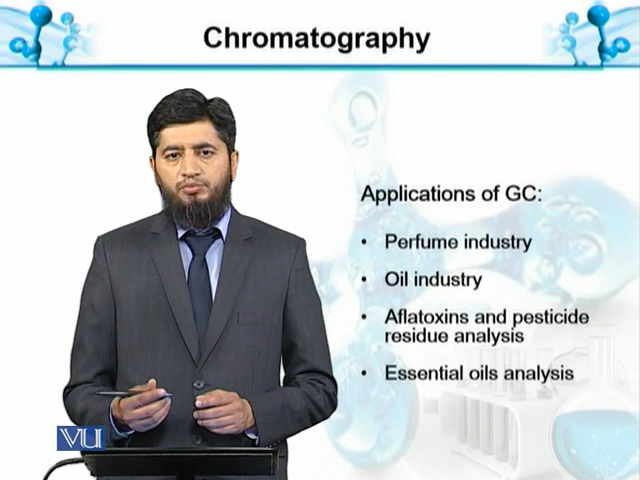 Chromatography
Applications of GC:
• Perfume industry
• Oil industry
• Aflatoxins and pesticide
residue analysis
• Essential oils analysis
VU